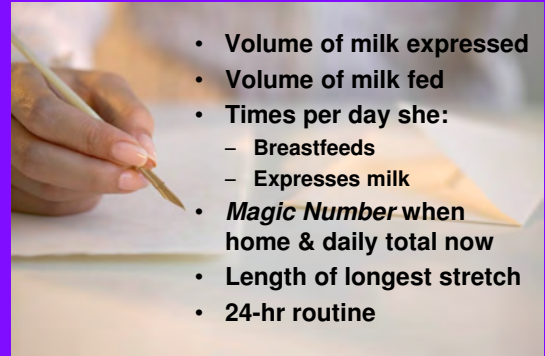 • Volume of milk expressed
• Volume of milk fed
• Times per day she:
– Breastfeeds
– Expresses milk
• Magic Number when
home & daily total now
• Length of longest stretch
• 24-hr routine